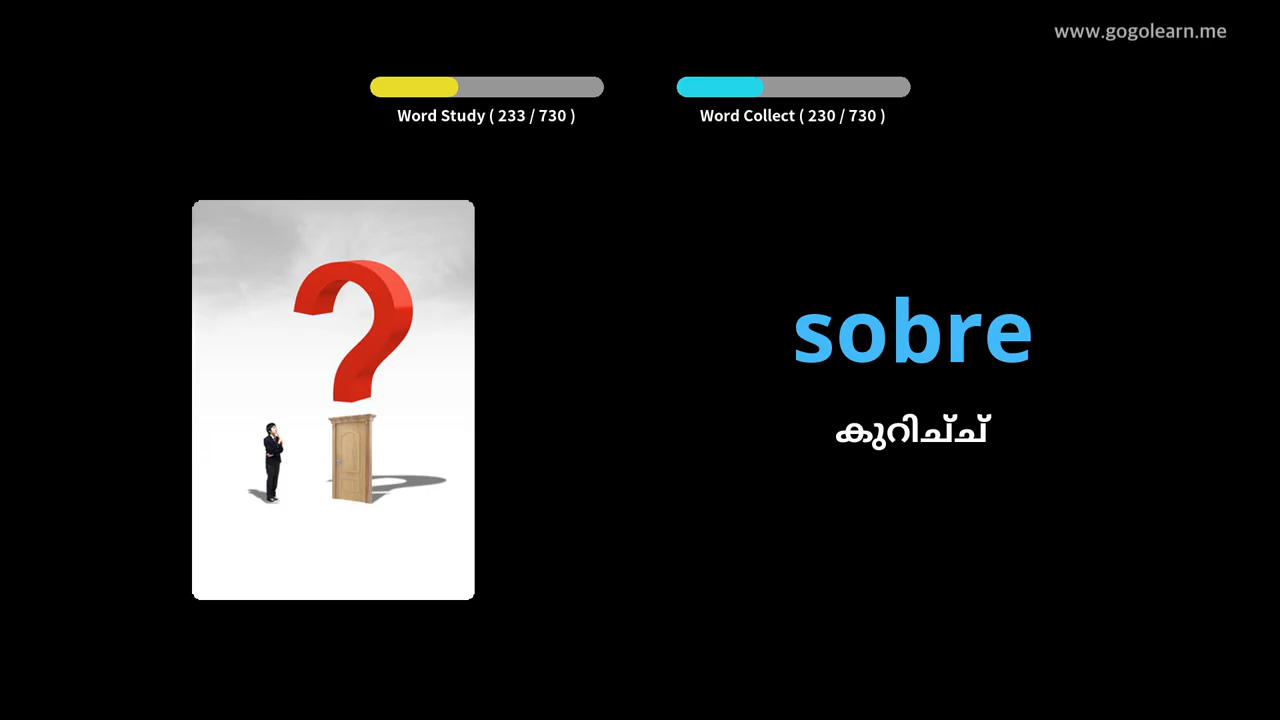 www.gogolearn.me
Word Study ( 233 / 730 )
Word Collect ( 230 / 730 )
sobre
കുറിച്ച്